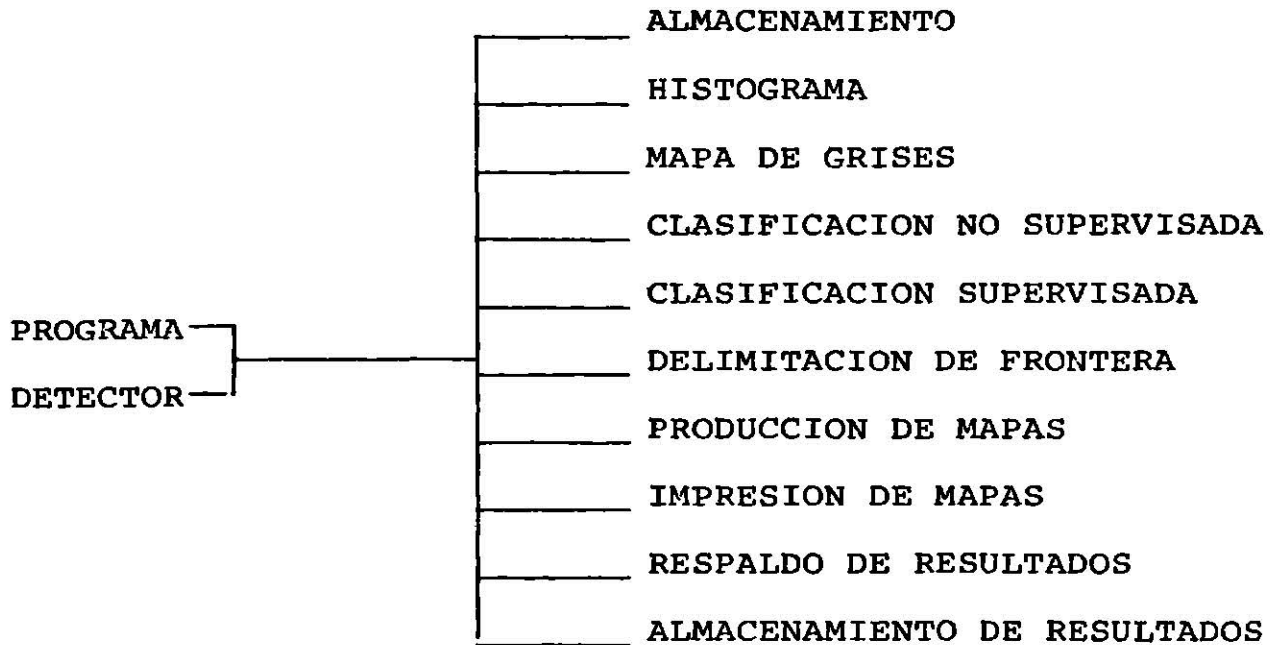 ALMACENAMIENTO
HISTOGRAMA
MAPA DE GRISES
CLASIFICACION NO SUPERVISADA
CLASIFICACION SUPERVISADA
PROGRAMA
DETECTOR
DELIMITACION DE FRONTERA
PRODUCCION DE MAPAS
IMPRESION DE MAPAS
RESPALDO DE RESULTADOS
ALMACENAMIENTO DE RESULTADOS